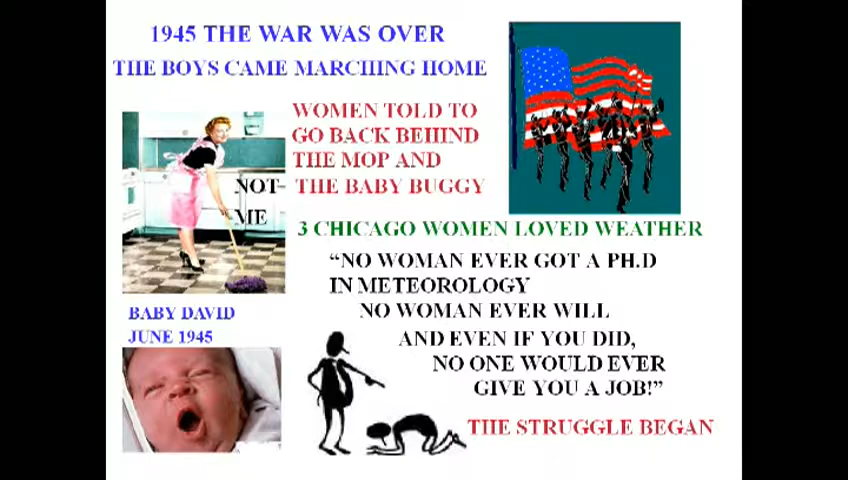 1945 THE WAR WAS OVER
THE BOYS CAME MARCHING HOME
WOMEN TOLD TO
GO BACK BEHIND
THE MOP AND
THE BABY BUGGY
NOT
ME
3 CHICAGO WOMEN LOVED WEATHER
“NO WOMAN EVER GOT A PH.D
IN METEOROLOGY
NO WOMAN EVER WILL
AND EVEN IF YOU DID,
NO ONE WOULD EVER
GIVE YOU A JOB!”
BABY DAVID
JUNE 1945
THE STRUGGLE BEGAN